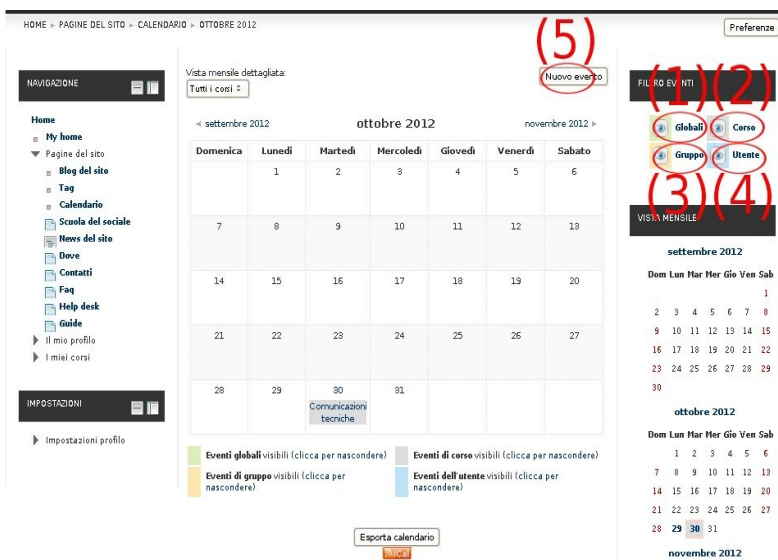 HOME ► PAGINE DEL SITO ► CALENDARIO ► OTTOBRE 2012
Preferenze
(5)
NAVIGAZIONE
Home
My home
Pagine del sito
Blog del sito
Tag
Calendario
Scuola del sociale
News del sito
Dove
Contatti
Faq
Help desk
Guide
Il mio profilo
I miei corsi
IMPOSTAZIONI
Impostazioni profilo
Vista mensile dettagliata:
Tutti i corsi
Nuovo evento
◄ settembre 2012 ottobre 2012 novembre 2012 ►
Domenica Lunedì Martedì Mercoledì Giovedì Venerdì Sabato
1 2 3 4 5 6
7 8 9 10 11 12 13
14 15 16 17 18 19 20
21 22 23 24 25 26 27
28 29 30 31
Comunicazioni
tecniche
Eventi globali visibili (clicca per nascondere) Eventi di corso visibili (clicca per nascondere)
Eventi di gruppo visibili (clicca per Eventi dell'utente visibili (clicca per
nascondere) nascondere)
Esporta calendario
iCal
FILTRO EVENTI
(1) (2)
Globali Corso
Gruppo Utente
(3) (4)
VISTA MENSILE
settembre 2012
Dom Lun Mar Mer Gio Ven Sab
1
2 3 4 5 6 7 8
9 10 11 12 13 14 15
16 17 18 19 20 21 22
23 24 25 26 27 28 29
30
ottobre 2012
Dom Lun Mar Mer Gio Ven Sab
1 2 3 4 5 6
7 8 9 10 11 12 13
14 15 16 17 18 19 20
21 22 23 24 25 26 27
28 29 30 31
novembre 2012